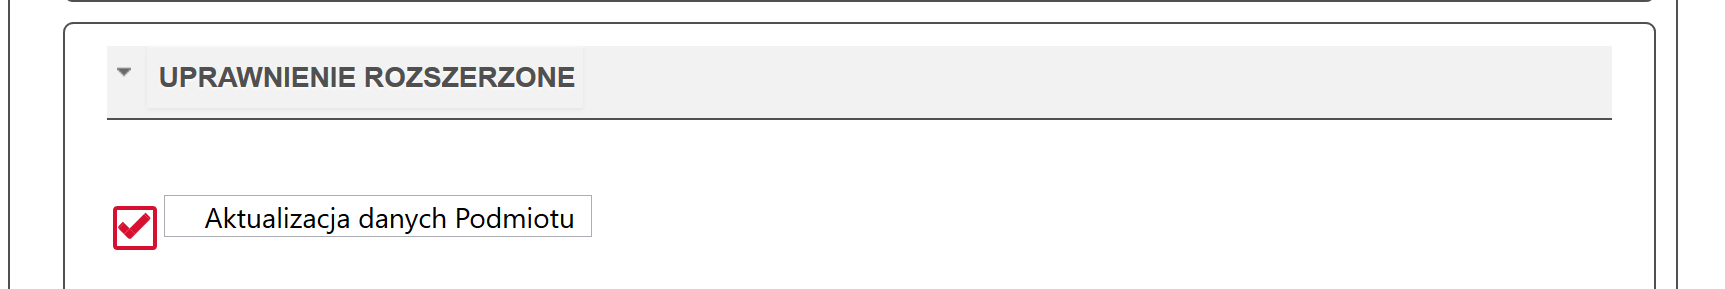 UPRAWNIENIE ROZSZERZONE
Aktualizacja danych Podmiotu